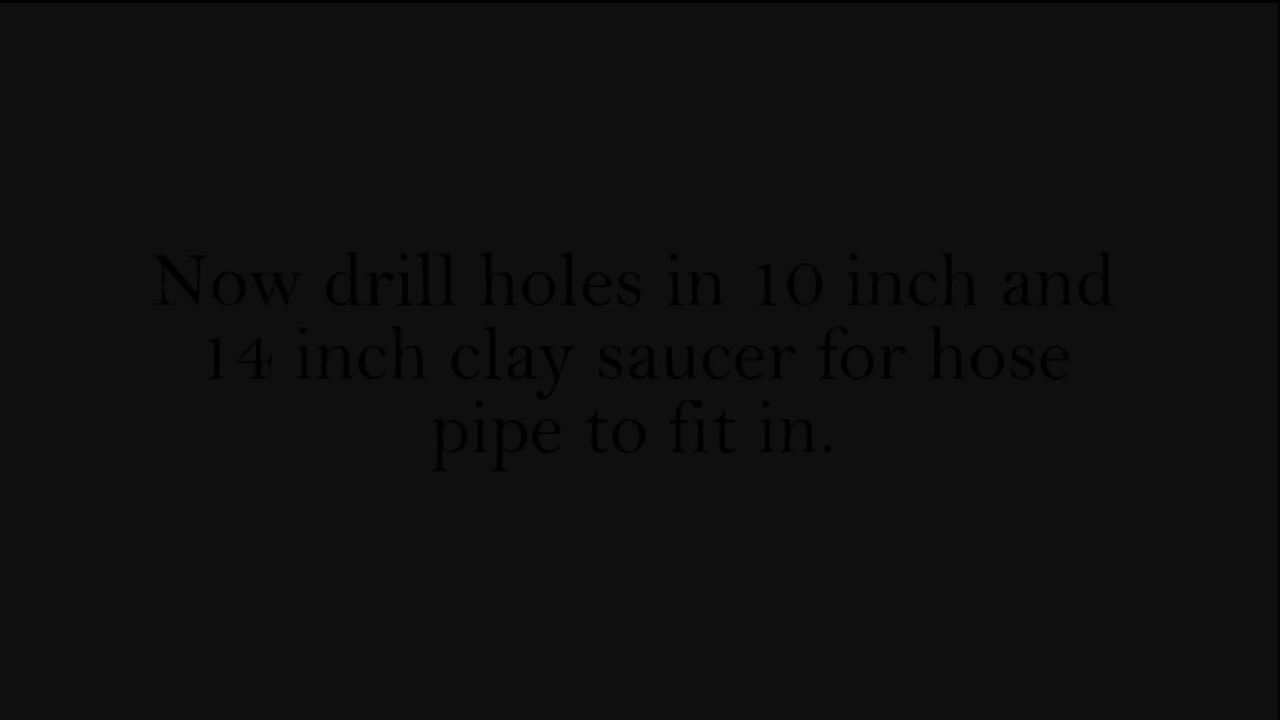 Now drill holes in 10 inch and
14 inch clay saucer for hose
pipe to fit in.